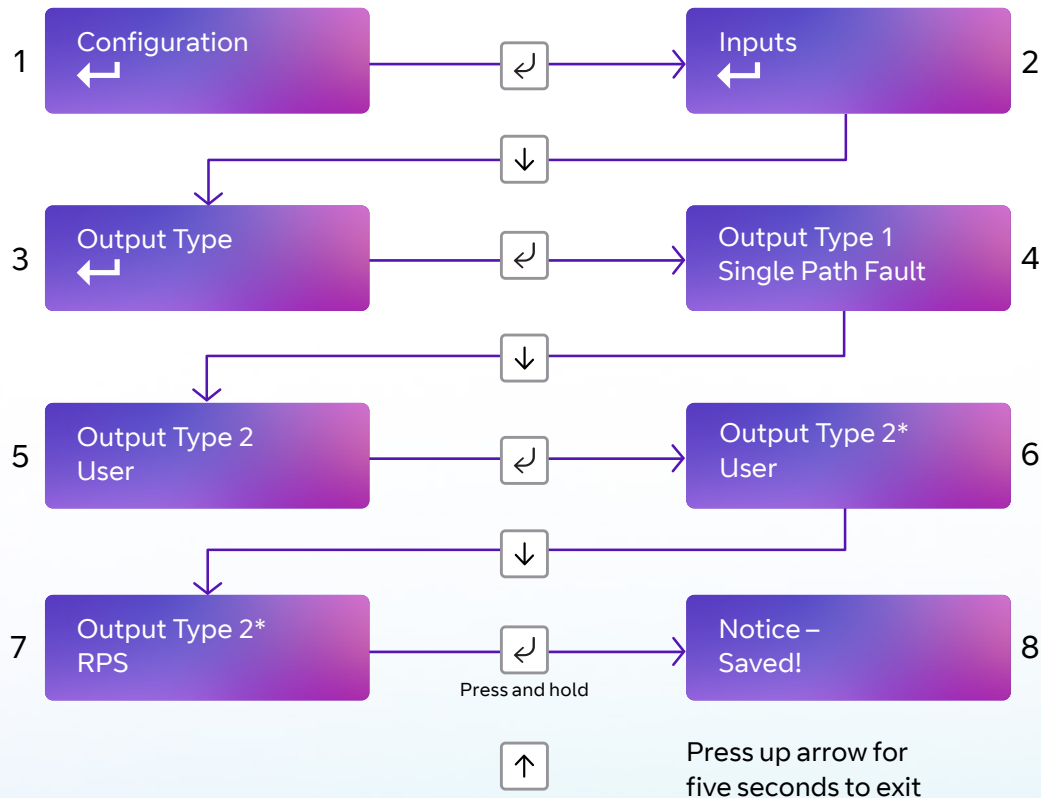 1
Configuration
2
Inputs
3
Output Type
4
Output Type 1
Single Path Fault
5
Output Type 2
User
6
Output Type 2*
User
7
Output Type 2*
RPS
Press and hold
8
Notice –
Saved!
Press up arrow for
five seconds to exit